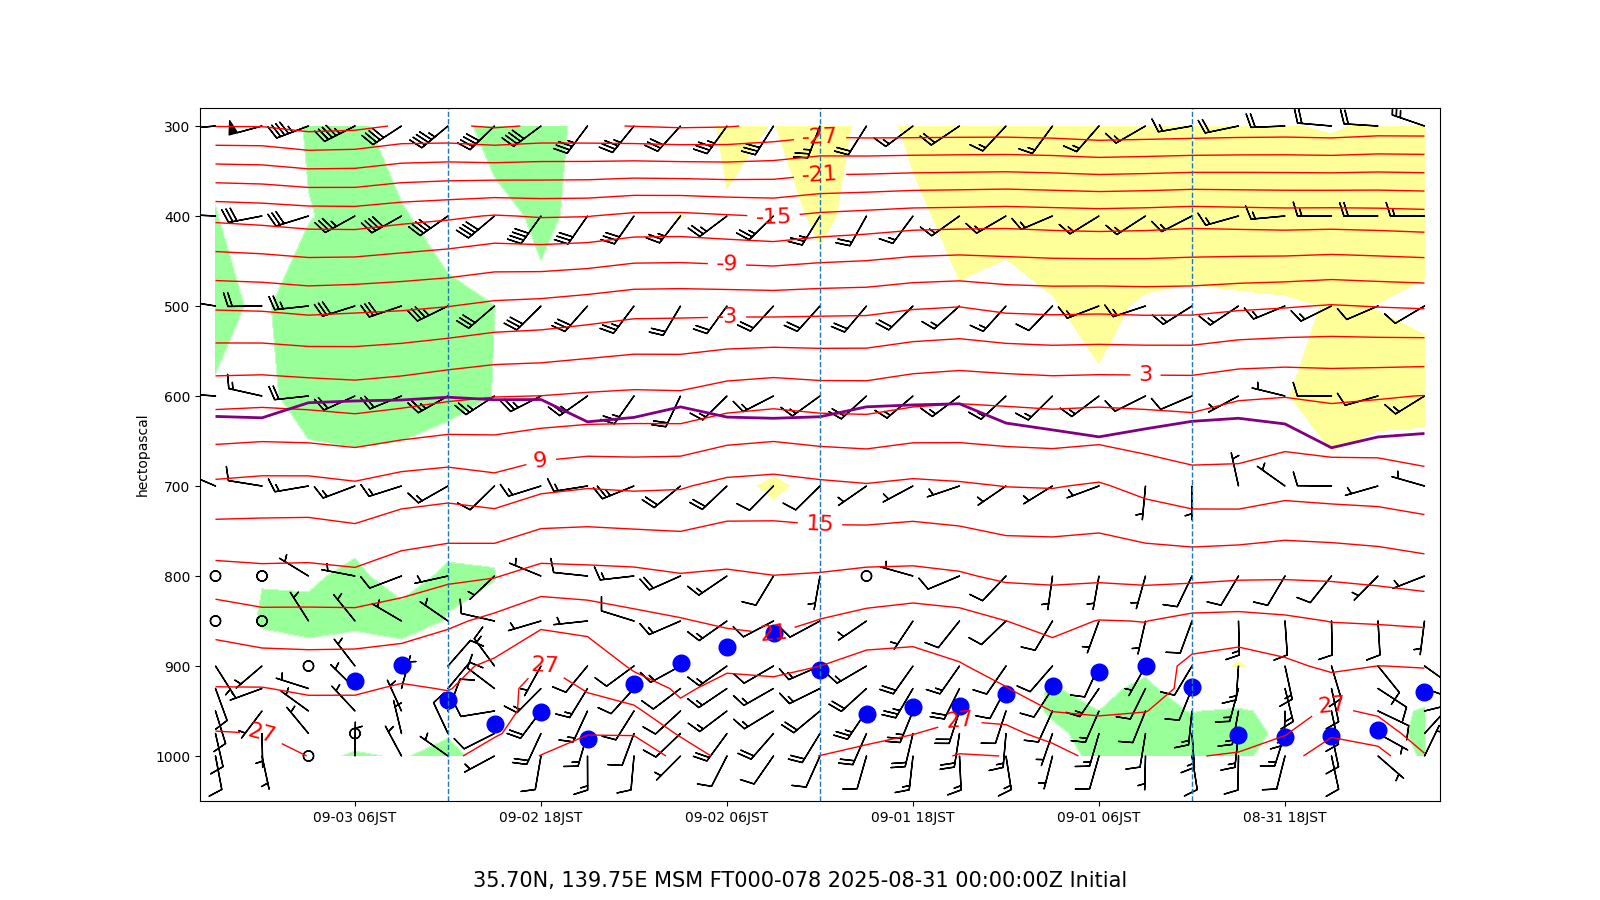 300
400
500
600
700
800
900
1000
hectopascal
-27
-21
-15
-9
-3
3
9
15
21
27
27
27
27
09-03 06JST
09-02 18JST
09-02 06JST
09-01 18JST
09-01 06JST
08-31 18JST
35.70N, 139.75E MSM FT000-078 2025-08-31 00:00:00Z Initial